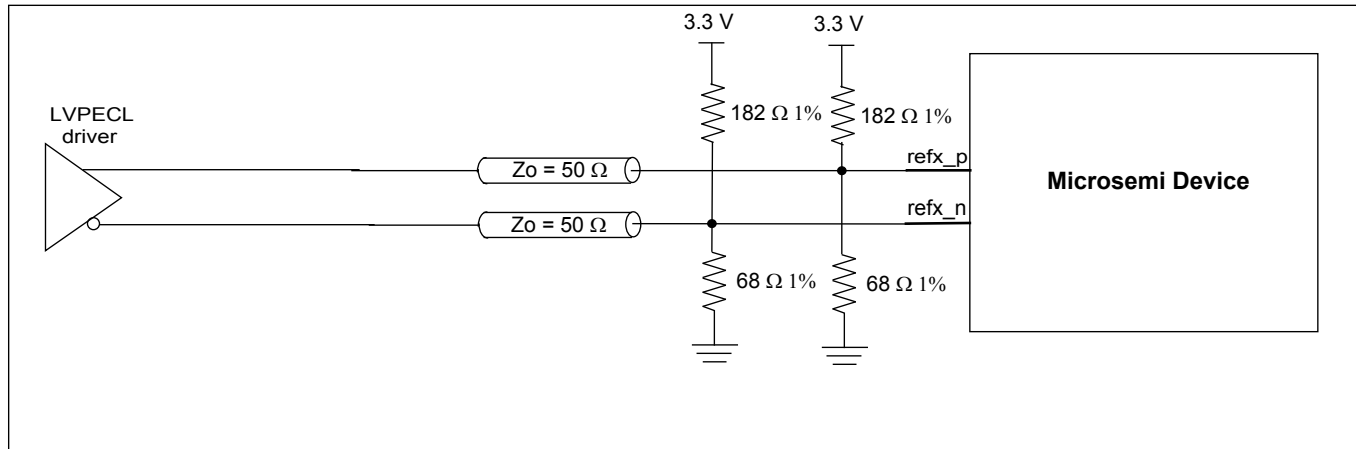 3.3 V
3.3 V
LVPECL
driver
182 Ω 1%
182 Ω 1%
Zo = 50 Ω
refx_p
Microsemi Device
Zo = 50 Ω
refx_n
68 Ω 1%
68 Ω 1%